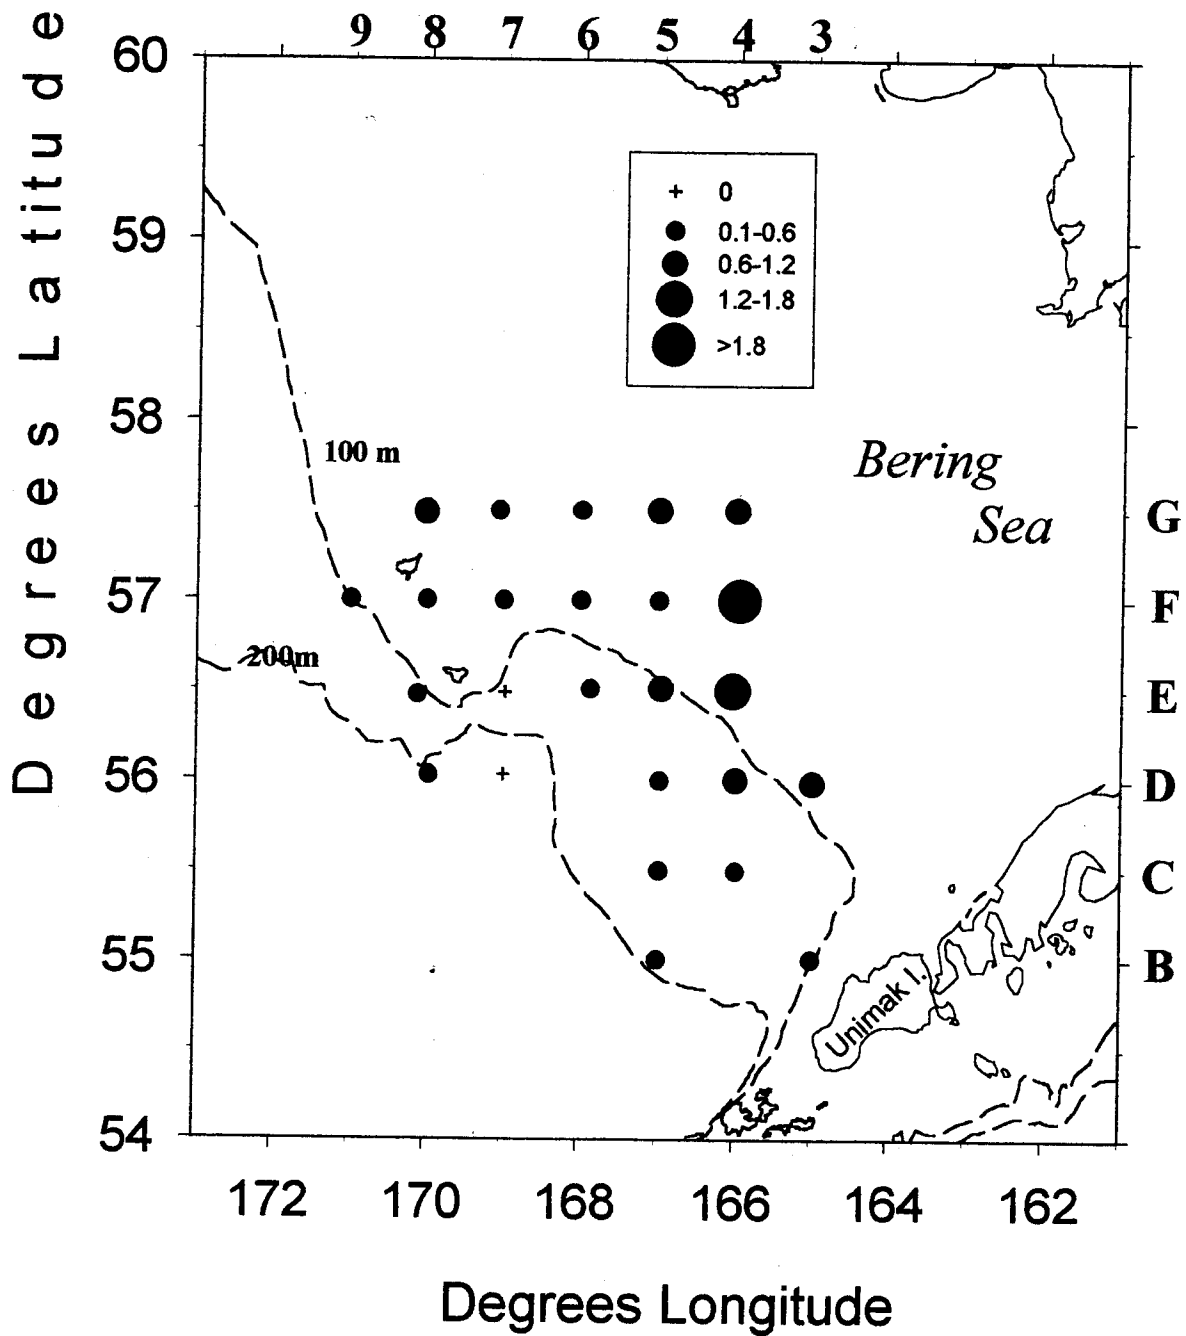 9 8 7 6 5 4 3
Degrees Latitude
60
59
58
57
56
55
54
0
0.1-0.6
0.6-1.2
1.2-1.8
>1.8
100 m
200m
Bering
Sea
G
F
E
D
C
B
Unimak I.
172 170 168 166 164 162
Degrees Longitude